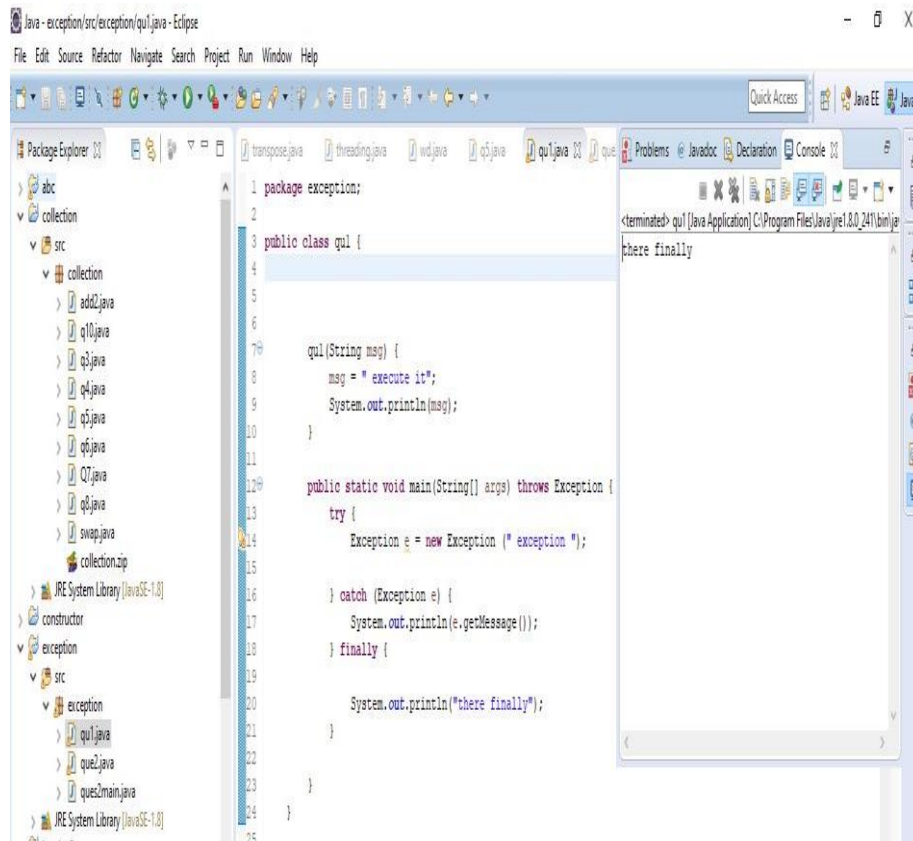 Java - exception/src/exception/qu1.java - Eclipse
File Edit Source Refactor Navigate Search Project Run Window Help
Quick Access
Java EE
Java
Package Explorer
abc
collection
src
collection
add2.java
q10.java
q3.java
q4.java
q5.java
q6.java
Q7.java
q8.java
swap.java
collection.zip
JRE System Library [JavaSE-1.8]
constructor
exception
src
exception
qu1.java
que2.java
ques2main.java
JRE System Library [JavaSE-1.8]
transpose.java threading.java wd.java q5.java qu1.java que
1 package exception;
2
3 public class qu1 {
4
5
6
7 qu1(String msg) {
8 msg = " execute it";
9 System.out.println(msg);
10 }
11
12 public static void main(String[] args) throws Exception {
13 try {
14 Exception e = new Exception (" exception ");
15
16 } catch (Exception e) {
17 System.out.println(e.getMessage());
18 } finally {
19
20 System.out.println("there finally");
21 }
22
23 }
24 }
25
Problems Javadoc Declaration Console
<terminated> qu1 [Java Application] C:\Program Files\Java\jre1.8.0_241\bin\jav
there finally